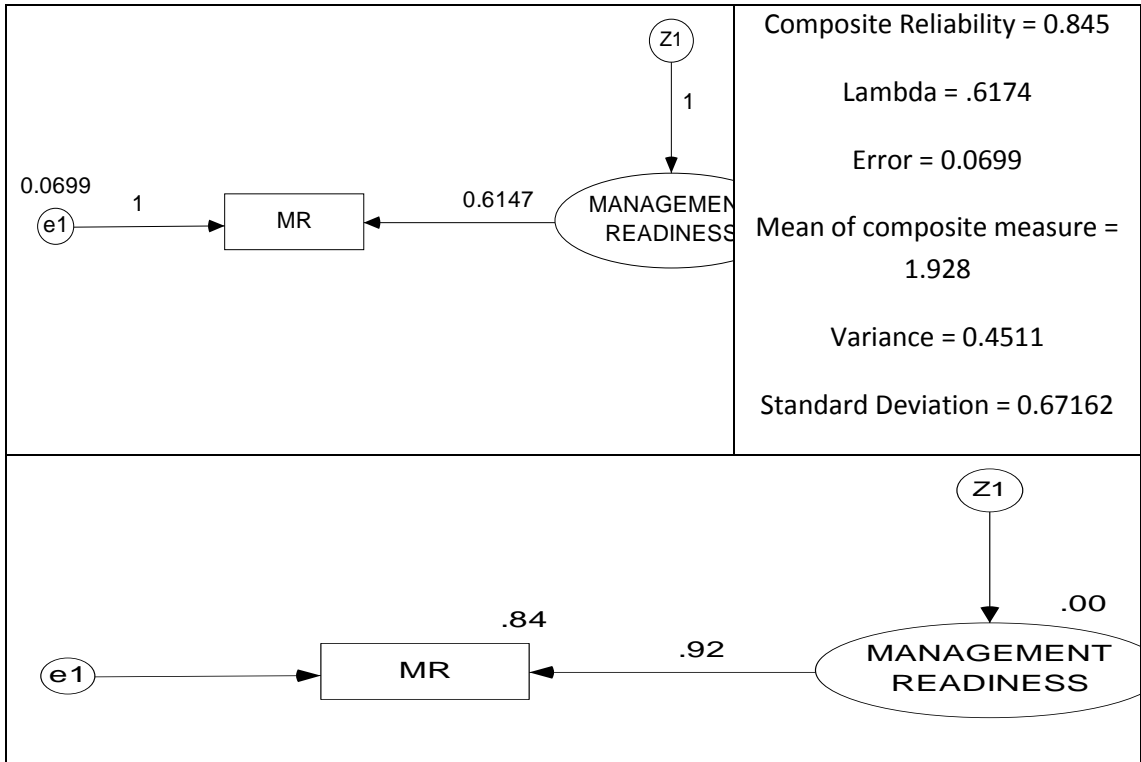 Z1
1
0.0699
1
e1
MR
0.6147
MANAGEMEN
READINESS
Composite Reliability = 0.845
Lambda = .6174
Error = 0.0699
Mean of composite measure =
1.928
Variance = 0.4511
Standard Deviation = 0.67162
Z1
.00
.84
.92
e1
MR
MANAGEMENT
READINESS